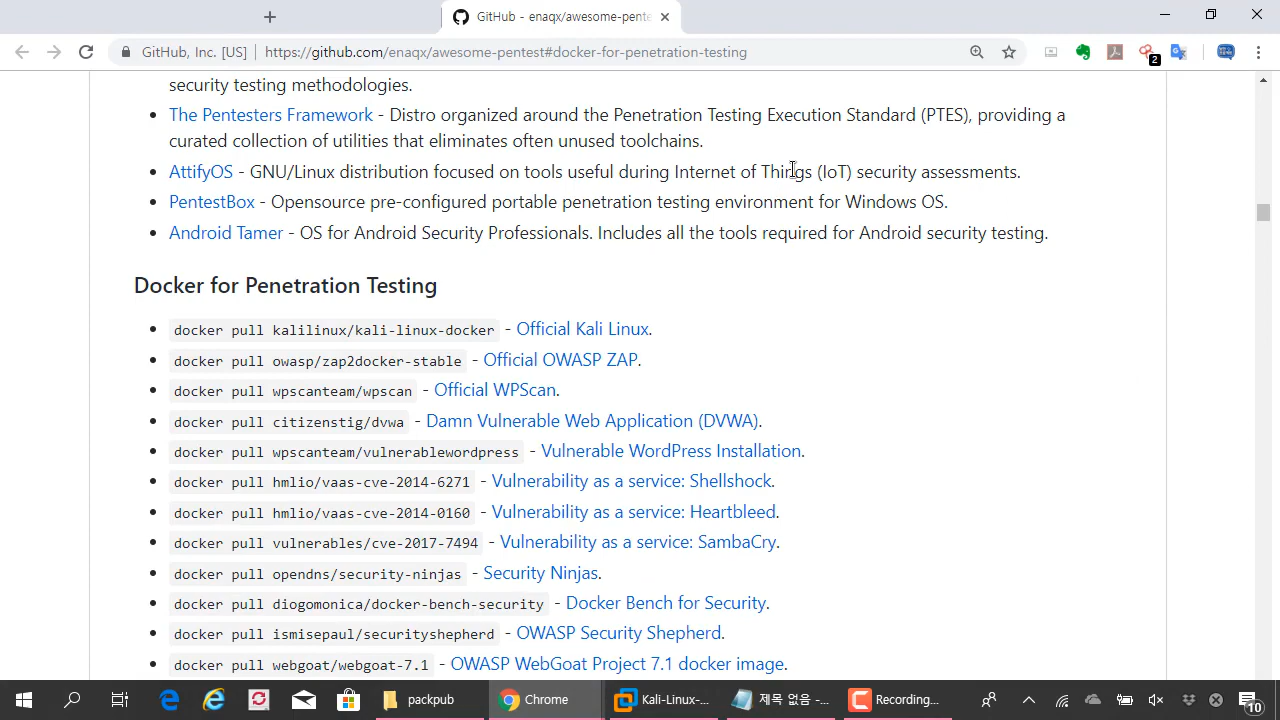 GitHub - enaqx/awesome-pente
GitHub, Inc. [US]
https://github.com/enaqx/awesome-pentest#docker-for-penetration-testing
2
security testing methodologies.
The Pentesters Framework - Distro organized around the Penetration Testing Execution Standard (PTES), providing a
curated collection of utilities that eliminates often unused toolchains.
AttifyOS - GNU/Linux distribution focused on tools useful during Internet of Things (IoT) security assessments.
PentestBox - Opensource pre-configured portable penetration testing environment for Windows OS.
Android Tamer - OS for Android Security Professionals. Includes all the tools required for Android security testing.
Docker for Penetration Testing
docker pull kalilinux/kali-linux-docker - Official Kali Linux.
docker pull owasp/zap2docker-stable - Official OWASP ZAP.
docker pull wpscanteam/wpscan - Official WPScan.
docker pull citizenstig/dvwa - Damn Vulnerable Web Application (DVWA).
docker pull wpscanteam/vulnerablewordpress - Vulnerable WordPress Installation.
docker pull hmlio/vaas-cve-2014-6271 - Vulnerability as a service: Shellshock.
docker pull hmlio/vaas-cve-2014-0160 - Vulnerability as a service: Heartbleed.
docker pull vulnerables/cve-2017-7494 - Vulnerability as a service: SambaCry.
docker pull opendns/security-ninjas - Security Ninjas.
docker pull diogomonica/docker-bench-security - Docker Bench for Security.
docker pull ismisepaul/securityshepherd - OWASP Security Shepherd.
docker pull webgoat/webgoat-7.1 - OWASP WebGoat Project 7.1 docker image.
packpub
Chrome
Kali-Linux-...
제목 없음 -...
Recording...
10